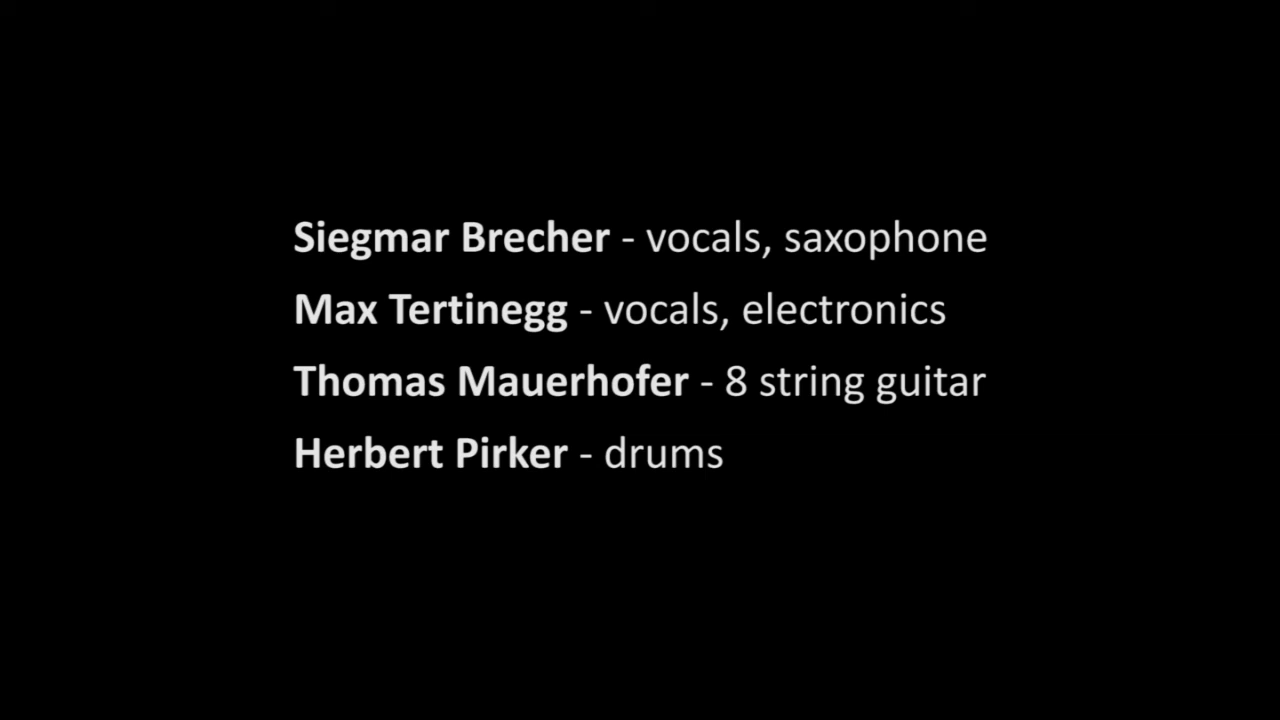 Siegmar Brecher - vocals, saxophone
Max Tertinegg - vocals, electronics
Thomas Mauerhofer - 8 string guitar
Herbert Pirker - drums